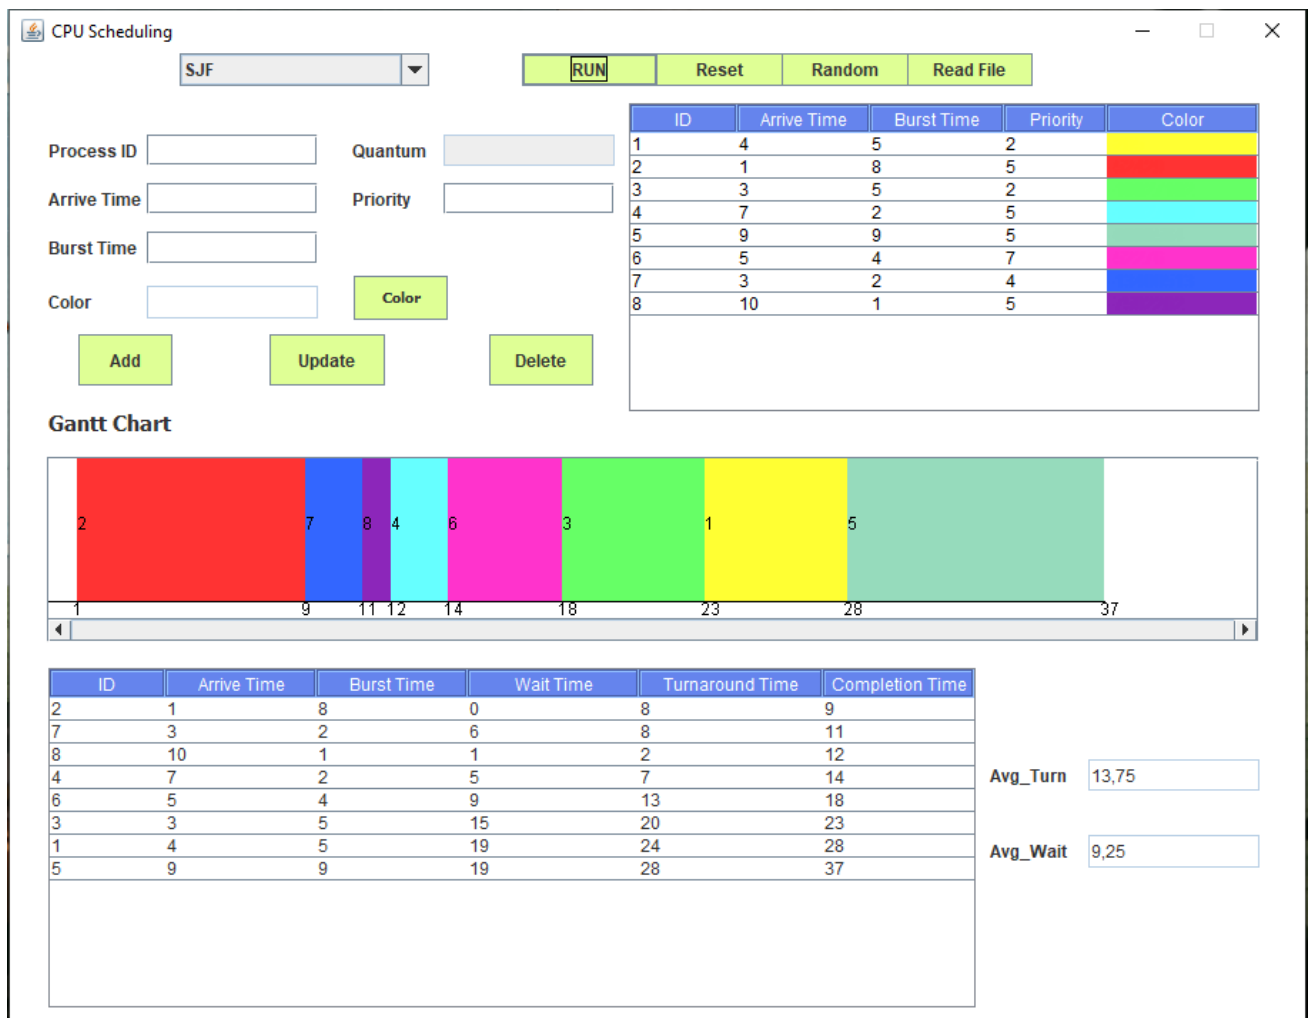 CPU Scheduling
SJF RUN Reset Random Read File
Process ID Quantum
Arrive Time Priority
Burst Time
Color Color
Add Update Delete
ID Arrive Time Burst Time Priority Color
1 4 5 2
2 1 8 5
3 3 5 2
4 7 2 5
5 9 9 5
6 5 4 7
7 3 2 4
8 10 1 5
Gantt Chart
2 7 8 4 6 3 1 5
1 9 11 12 14 18 23 28 37
ID Arrive Time Burst Time Wait Time Turnaround Time Completion Time
2 1 8 0 8 9
7 3 2 6 8 11
8 10 1 1 2 12
4 7 2 5 7 14
6 5 4 9 13 18
3 3 5 15 20 23
1 4 5 19 24 28
5 9 9 19 28 37
Avg_Turn 13,75
Avg_Wait 9,25